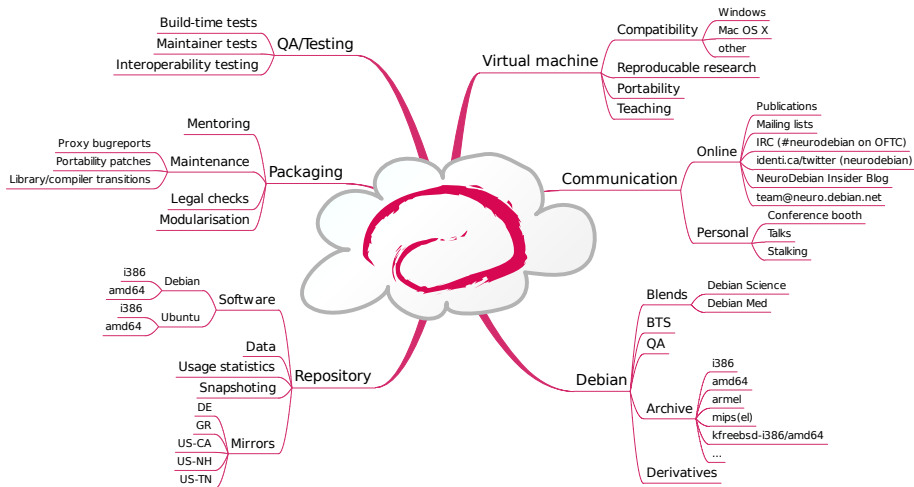 QA/Testing
Build-time tests
Maintainer tests
Interoperability testing
Packaging
Mentoring
Maintenance
Proxy bugreports
Portability patches
Library/compiler transitions
Legal checks
Modularisation
Repository
Software
Debian
i386
amd64
Ubuntu
i386
amd64
Data
Usage statistics
Snapshoting
Mirrors
DE
GR
US-CA
US-NH
US-TN
Virtual machine
Compatibility
Windows
Mac OS X
other
Reproducable research
Portability
Teaching
Communication
Online
Publications
Mailing lists
IRC (#neurodebian on OFTC)
identi.ca/twitter (neurodebian)
NeuroDebian Insider Blog
team@neuro.debian.net
Personal
Conference booth
Talks
Stalking
Debian
Blends
Debian Science
Debian Med
BTS
QA
Archive
i386
amd64
armel
mips(el)
kfreebsd-i386/amd64
...
Derivatives